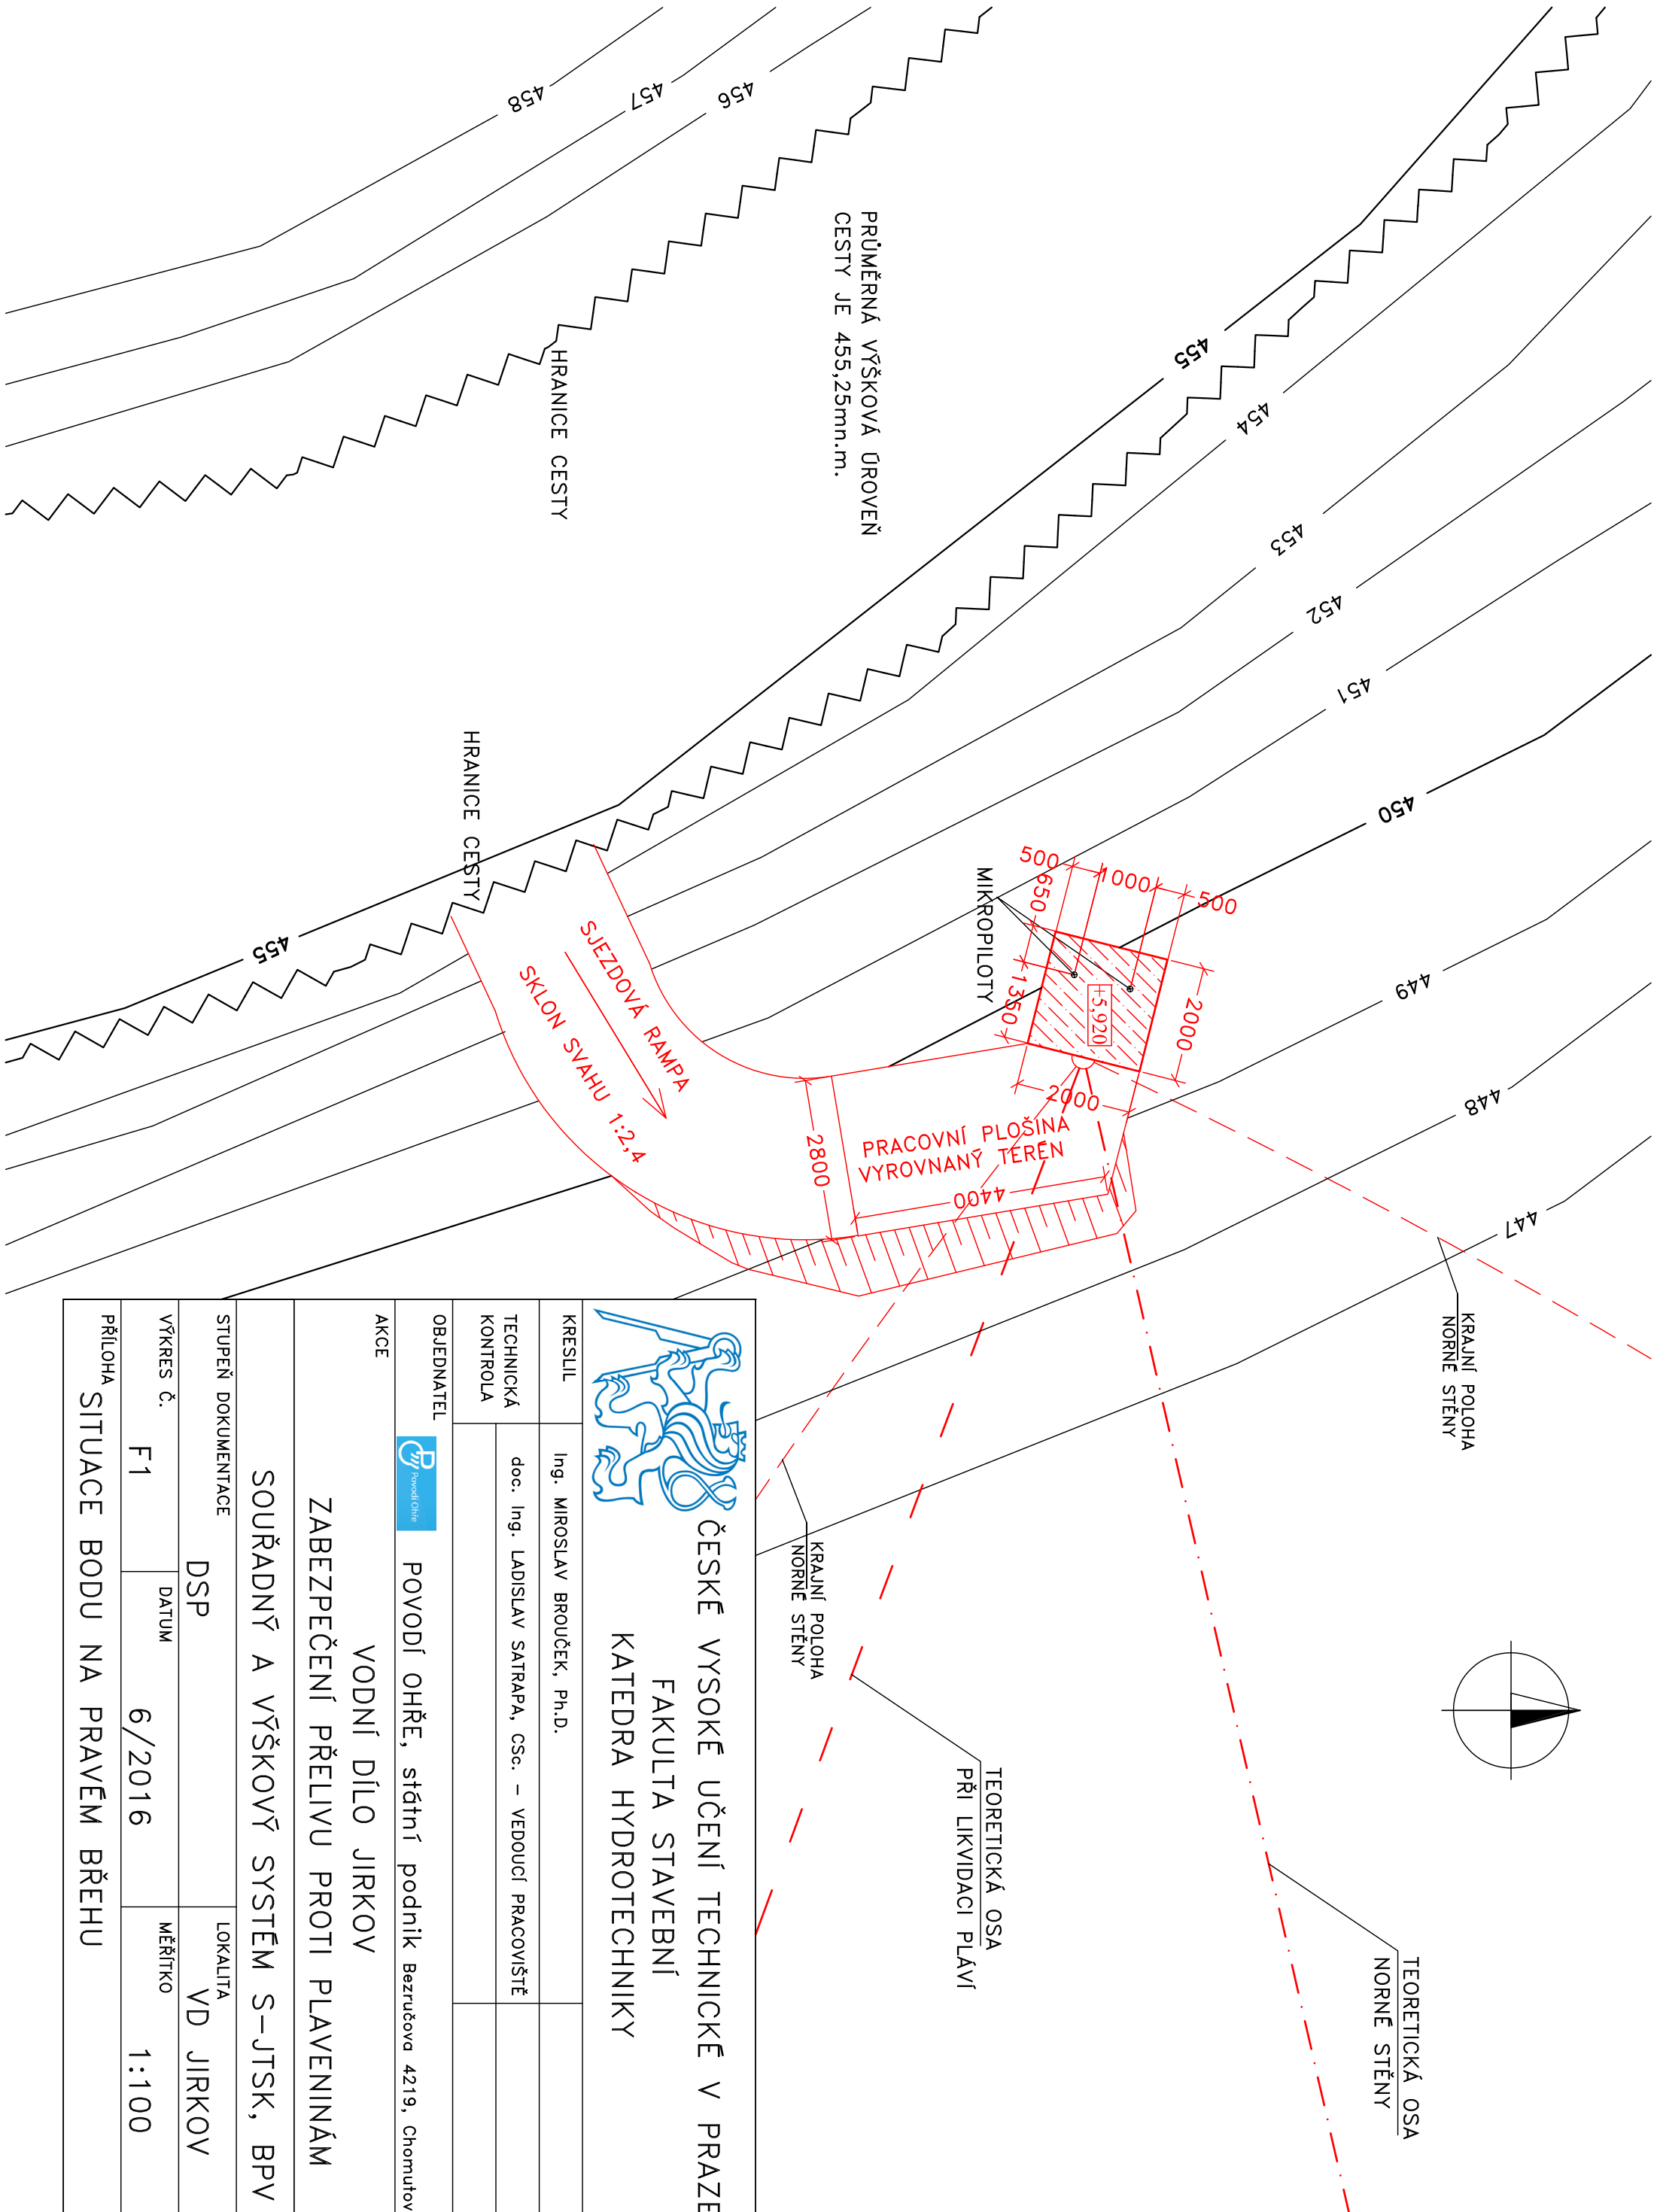 458
457
456
PRŮMĚRNÁ VÝŠKOVÁ ÚROVEŇ
CESTY JE 455,25mn.m.
HRANICE CESTY
HRANICE CESTY
455
454
453
452
451
450
449
448
447
455
MIKROPILOTY
500
1000
500
650
1350
2000
+5,920
2000
SJEZDOVÁ RAMPA
SKLON SVAHU 1:2,4
2800
PRACOVNÍ PLOŠINA
VYROVNANÝ TERÉN
4400
KRAJNÍ POLOHA
NORNÉ STĚNY
KRAJNÍ POLOHA
NORNÉ STĚNY
TEORETICKÁ OSA
PŘI LIKVIDACI PLÁVÍ
TEORETICKÁ OSA
NORNÉ STĚNY
ČESKÉ VYSOKÉ UČENÍ TECHNICKÉ V PRAZE
FAKULTA STAVEBNÍ
KATEDRA HYDROTECHNIKY
KRESLIL
Ing. MIROSLAV BROUČEK, Ph.D.
TECHNICKÁ
KONTROLA
doc. Ing. LADISLAV SATRAPA, CSc. – VEDOUCÍ PRACOVIŠTĚ
OBJEDNATEL
Povodí Ohře
POVODÍ OHŘE, státní podnik Bezručova 4219, Chomutov
AKCE
VODNÍ DÍLO JIRKOV
ZABEZPEČENÍ PŘELIVU PROTI PLAVENINÁM
SOUŘADNÝ A VÝŠKOVÝ SYSTÉM S-JTSK, BPV
STUPEŇ DOKUMENTACE
DSP
LOKALITA
VD JIRKOV
VÝKRES Č.
F1
DATUM
6/2016
MĚŘÍTKO
1:100
PŘÍLOHA
SITUACE BODU NA PRAVÉM BŘEHU